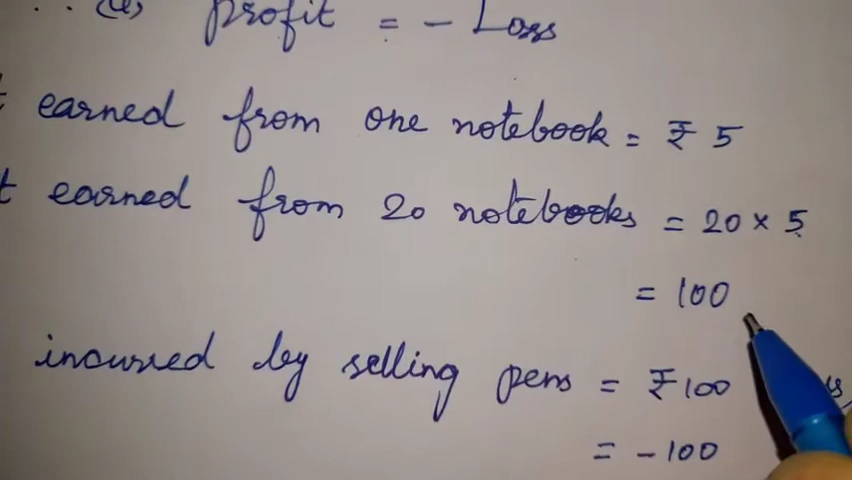 (ii) profit = - Loss
earned from one notebook = ₹ 5
earned from 20 notebooks = 20 × 5
= 100
incurred by selling pens = ₹ 100
= - 100